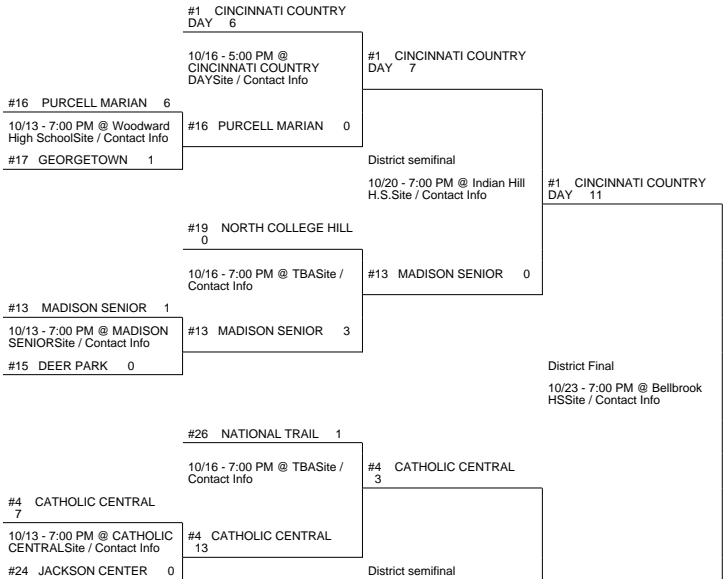 #1 CINCINNATI COUNTRY
DAY 6
10/16 - 5:00 PM @
CINCINNATI COUNTRY
DAYSite / Contact Info
#1 CINCINNATI COUNTRY
DAY 7
#16 PURCELL MARIAN 6
10/13 - 7:00 PM @ Woodward
High SchoolSite / Contact Info
#16 PURCELL MARIAN 0
#17 GEORGETOWN 1
District semifinal
10/20 - 7:00 PM @ Indian Hill
H.S.Site / Contact Info
#1 CINCINNATI COUNTRY
DAY 11
#19 NORTH COLLEGE HILL
0
10/16 - 7:00 PM @ TBASite /
Contact Info
#13 MADISON SENIOR 0
#13 MADISON SENIOR 1
10/13 - 7:00 PM @ MADISON
SENIORSite / Contact Info
#13 MADISON SENIOR 3
#15 DEER PARK 0
District Final
10/23 - 7:00 PM @ Bellbrook
HSSite / Contact Info
#26 NATIONAL TRAIL 1
10/16 - 7:00 PM @ TBASite /
Contact Info
#4 CATHOLIC CENTRAL
3
#4 CATHOLIC CENTRAL
7
10/13 - 7:00 PM @ CATHOLIC
CENTRALSite / Contact Info
#4 CATHOLIC CENTRAL
13
#24 JACKSON CENTER 0
District semifinal